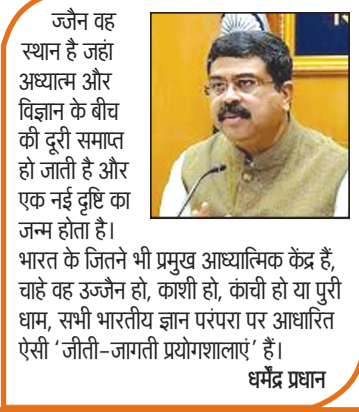 ज्जैन वह
स्थान है जहां
अध्यात्म और
विज्ञान के बीच
की दूरी समाप्त
हो जाती है और
एक नई दृष्टि का
जन्म होता है।
भारत के जितने भी प्रमुख आध्यात्मिक केंद्र हैं,
चाहे वह उज्जैन हो, काशी हो, कांची हो या पुरी
धाम, सभी भारतीय ज्ञान परंपरा पर आधारित
ऐसी ‘जीती-जागती प्रयोगशालाएं’ हैं।
धर्मेंद्र प्रधान